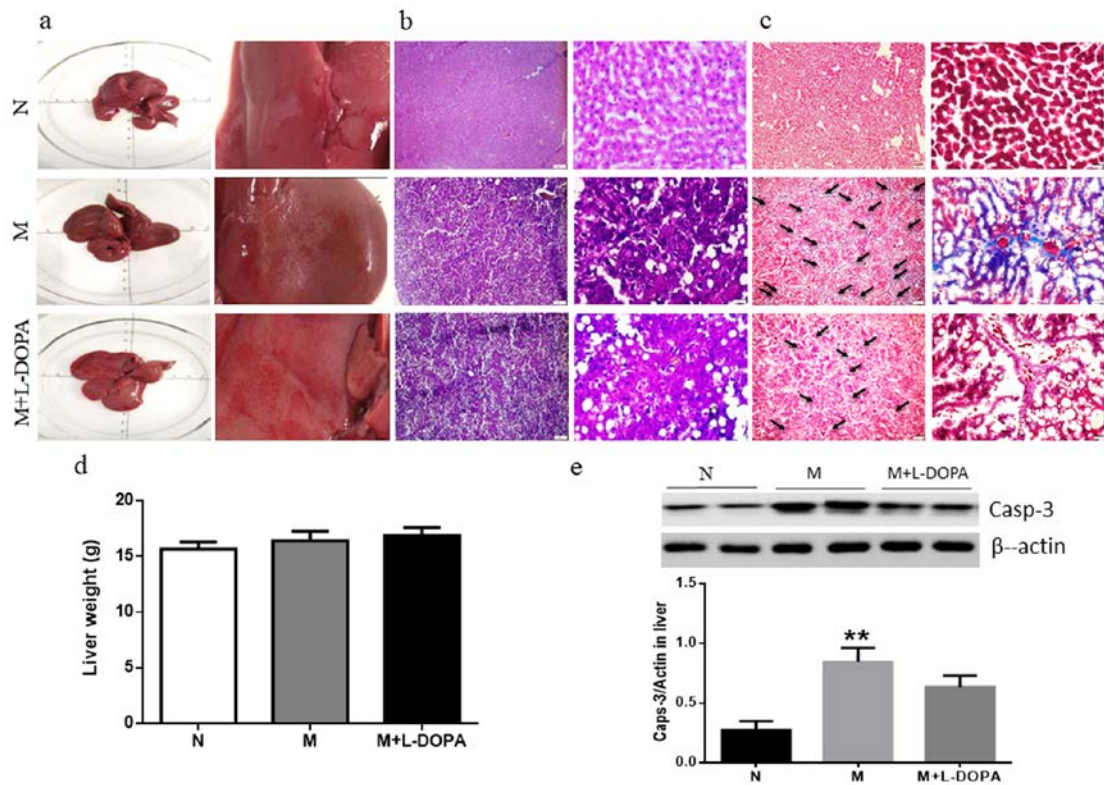 a b c
N
M
M+L-DOPA
d
20
15
10
5
0
Liver weight (g)
N M M+L-DOPA
e
N M M+L-DOPA
Casp-3
β--actin
1.5
1.0
0.5
0.0
Caps-3/Actin in liver
**
N M M+L-DOPA